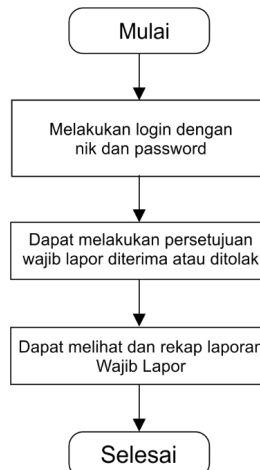 Mulai
Melakukan login dengan
nik dan password
Dapat melakukan persetujuan
wajib lapor diterima atau ditolak
Dapat melihat dan rekap laporan
Wajib Lapor
Selesai